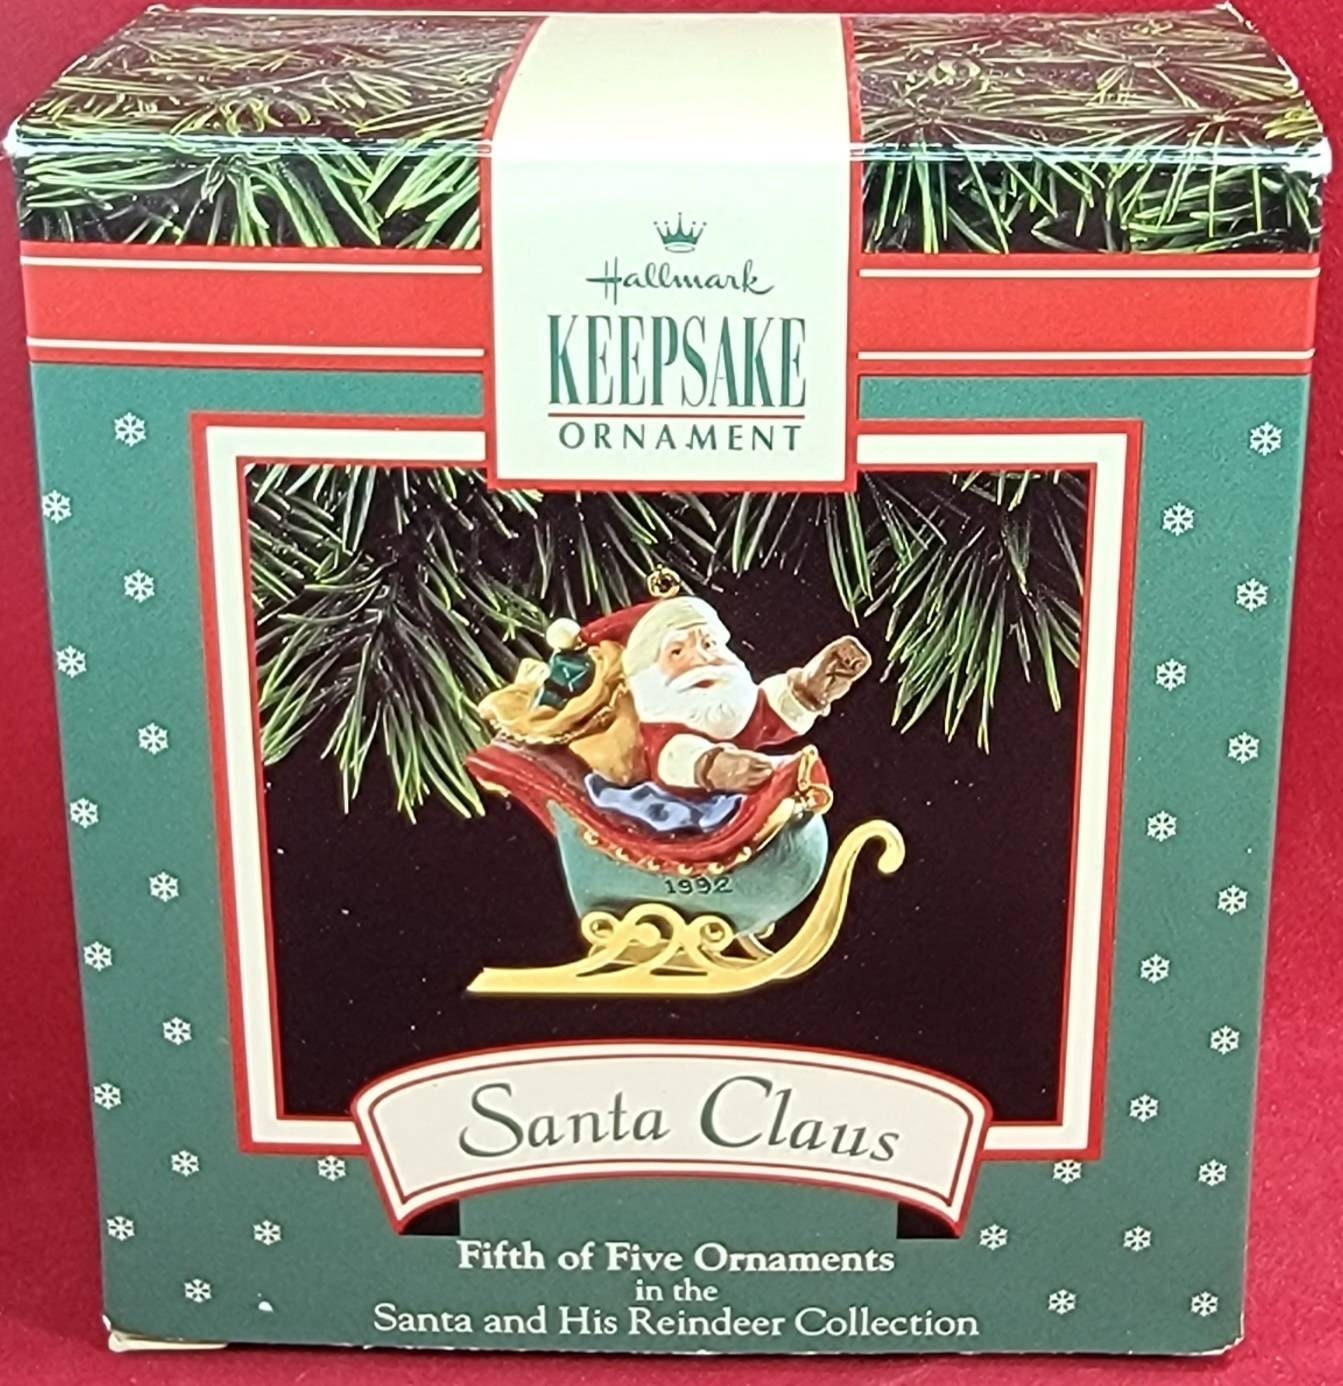 Hallmark
KEEPSAKE
ORNAMENT
1992
Santa Claus
Fifth of Five Ornaments
in the
Santa and His Reindeer Collection